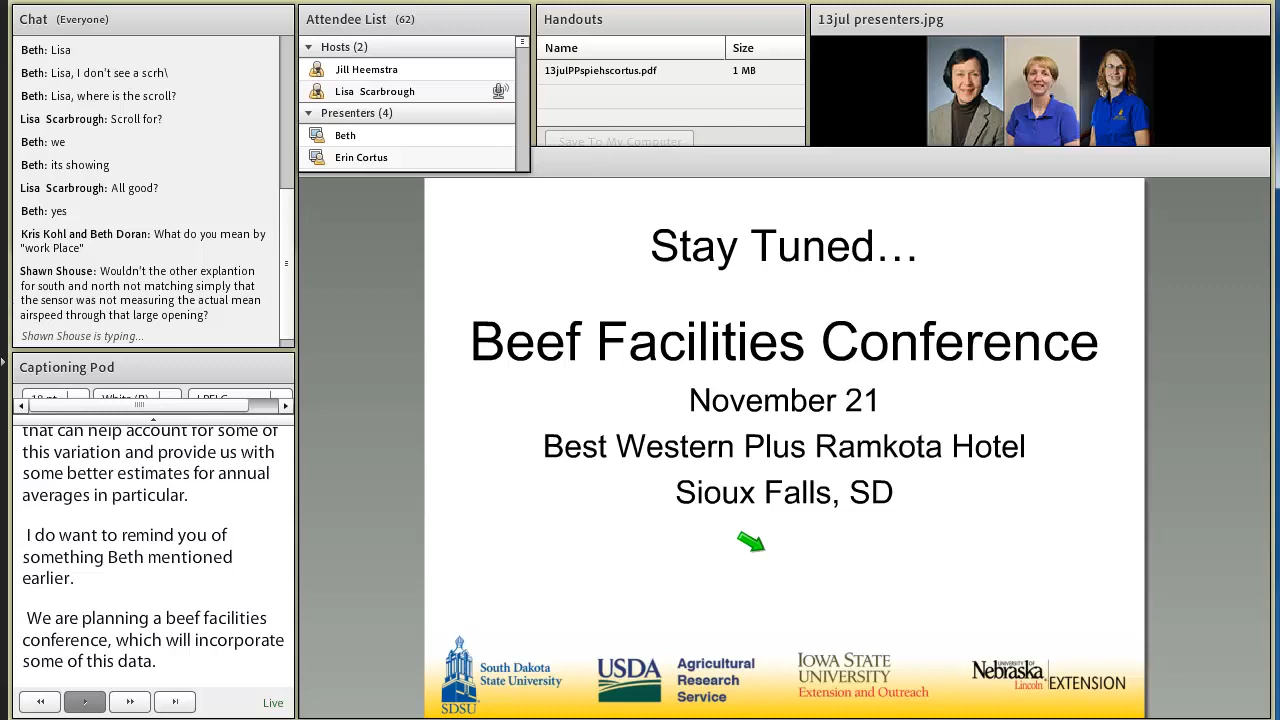 Chat (Everyone)
Beth: Lisa
Beth: Lisa, I don't see a scrh\
Beth: Lisa, where is the scroll?
Lisa Scarbrough: Scroll for?
Beth: we
Beth: its showing
Lisa Scarbrough: All good?
Beth: yes
Kris Kohl and Beth Doran: What do you mean by
"work Place"
Shawn Shouse: Wouldn't the other explantion
for south and north not matching simply that
the sensor was not measuring the actual mean
airspeed through that large opening?
Shawn Shouse is typing...
Captioning Pod
that can help account for some of
this variation and provide us with
some better estimates for annual
averages in particular.
I do want to remind you of
something Beth mentioned
earlier.
We are planning a beef facilities
conference, which will incorporate
some of this data.
Live
Attendee List (62)
Hosts (2)
Jill Heemstra
Lisa Scarbrough
Presenters (4)
Beth
Erin Cortus
Handouts
Name Size
13julPPspiehscortus.pdf 1 MB
Save To My Computer
13jul presenters.jpg
Stay Tuned…
Beef Facilities Conference
November 21
Best Western Plus Ramkota Hotel
Sioux Falls, SD
SDSU
South Dakota
State University
USDA
Agricultural
Research
Service
IOWA STATE
UNIVERSITY
Extension and Outreach
UNIVERSITY OF
Nebraska
Lincoln
EXTENSION